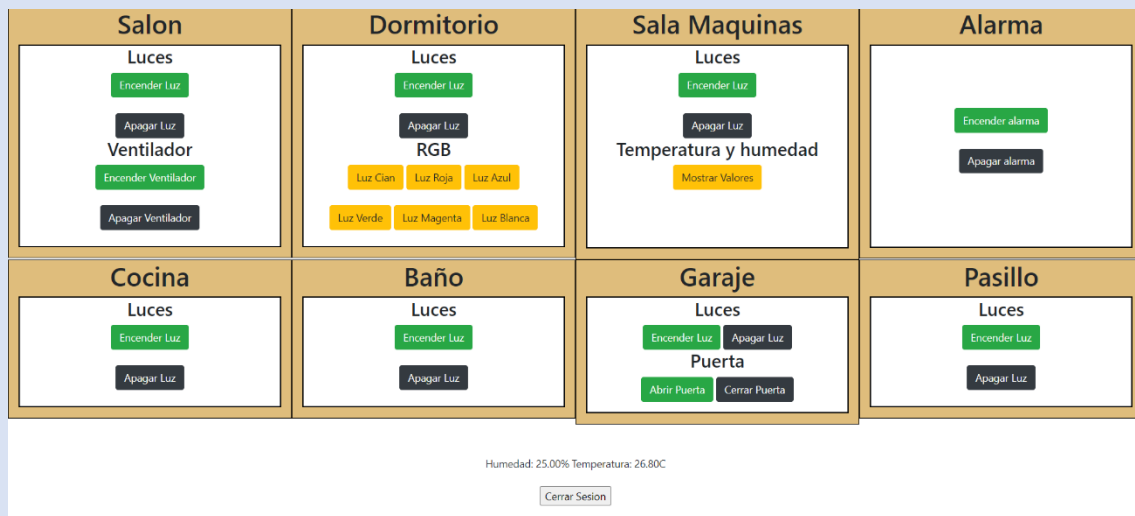 Salon
Luces
Encender Luz
Apagar Luz
Ventilador
Encender Ventilador
Apagar Ventilador
Dormitorio
Luces
Encender Luz
Apagar Luz
RGB
Luz Cian Luz Roja Luz Azul
Luz Verde Luz Magenta Luz Blanca
Sala Maquinas
Luces
Encender Luz
Apagar Luz
Temperatura y humedad
Mostrar Valores
Alarma
Encender alarma
Apagar alarma
Cocina
Luces
Encender Luz
Apagar Luz
Baño
Luces
Encender Luz
Apagar Luz
Garaje
Luces
Encender Luz Apagar Luz
Puerta
Abrir Puerta Cerrar Puerta
Pasillo
Luces
Encender Luz
Apagar Luz
Humedad: 25.00% Temperatura: 26.80C
Cerrar Sesion